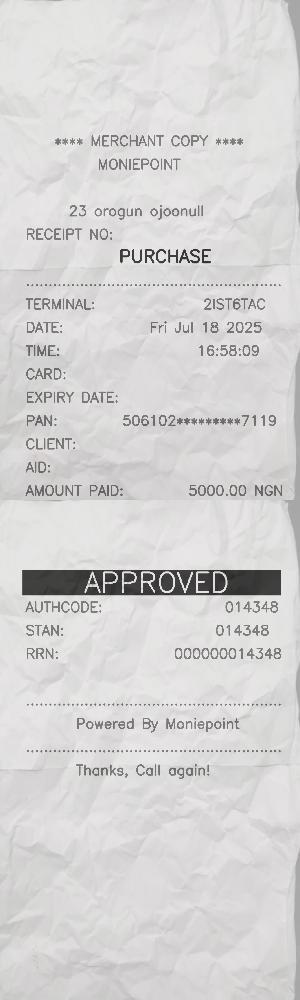 **** MERCHANT COPY ****
MONIEPOINT
23 orogun ojoonull
RECEIPT NO:
PURCHASE
TERMINAL: 2IST6TAC
DATE: Fri Jul 18 2025
TIME: 16:58:09
CARD:
EXPIRY DATE:
PAN: 506102*********7119
CLIENT:
AID:
AMOUNT PAID: 5000.00 NGN
APPROVED
AUTHCODE: 014348
STAN: 014348
RRN: 000000014348
Powered By Moniepoint
Thanks, Call again!